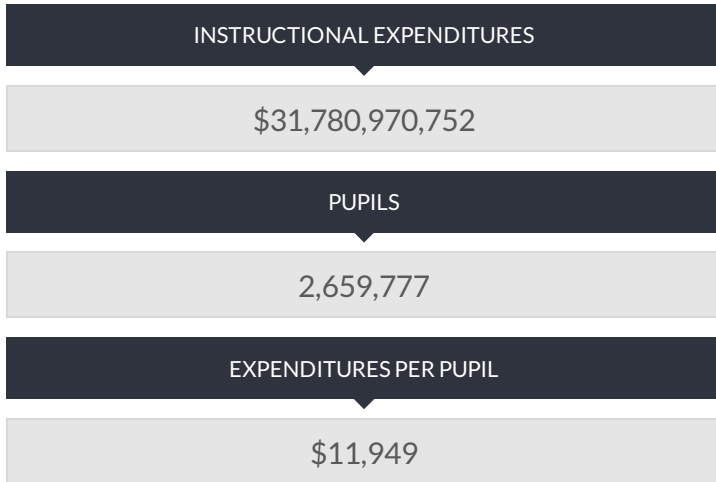 INSTRUCTIONAL EXPENDITURES
$31,780,970,752
PUPILS
2,659,777
EXPENDITURES PER PUPIL
$11,949